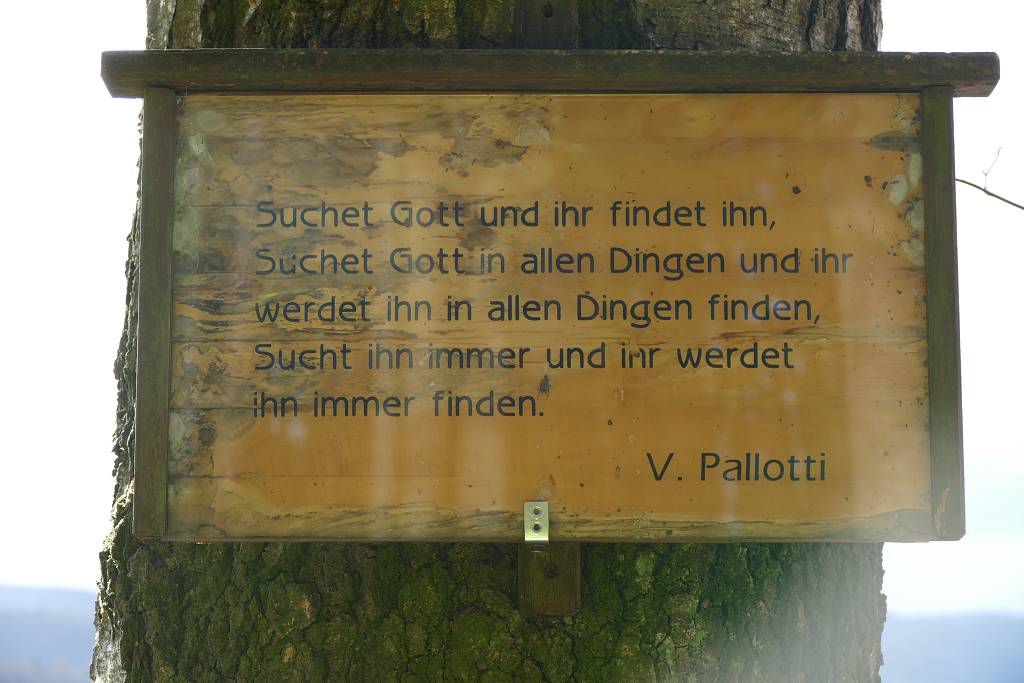 Suchet Gott und ihr findet ihn,
Suchet Gott in allen Dingen und ihr
werdet ihn in allen Dingen finden,
Sucht ihn immer und ihr werdet
ihn immer finden.
V. Pallotti